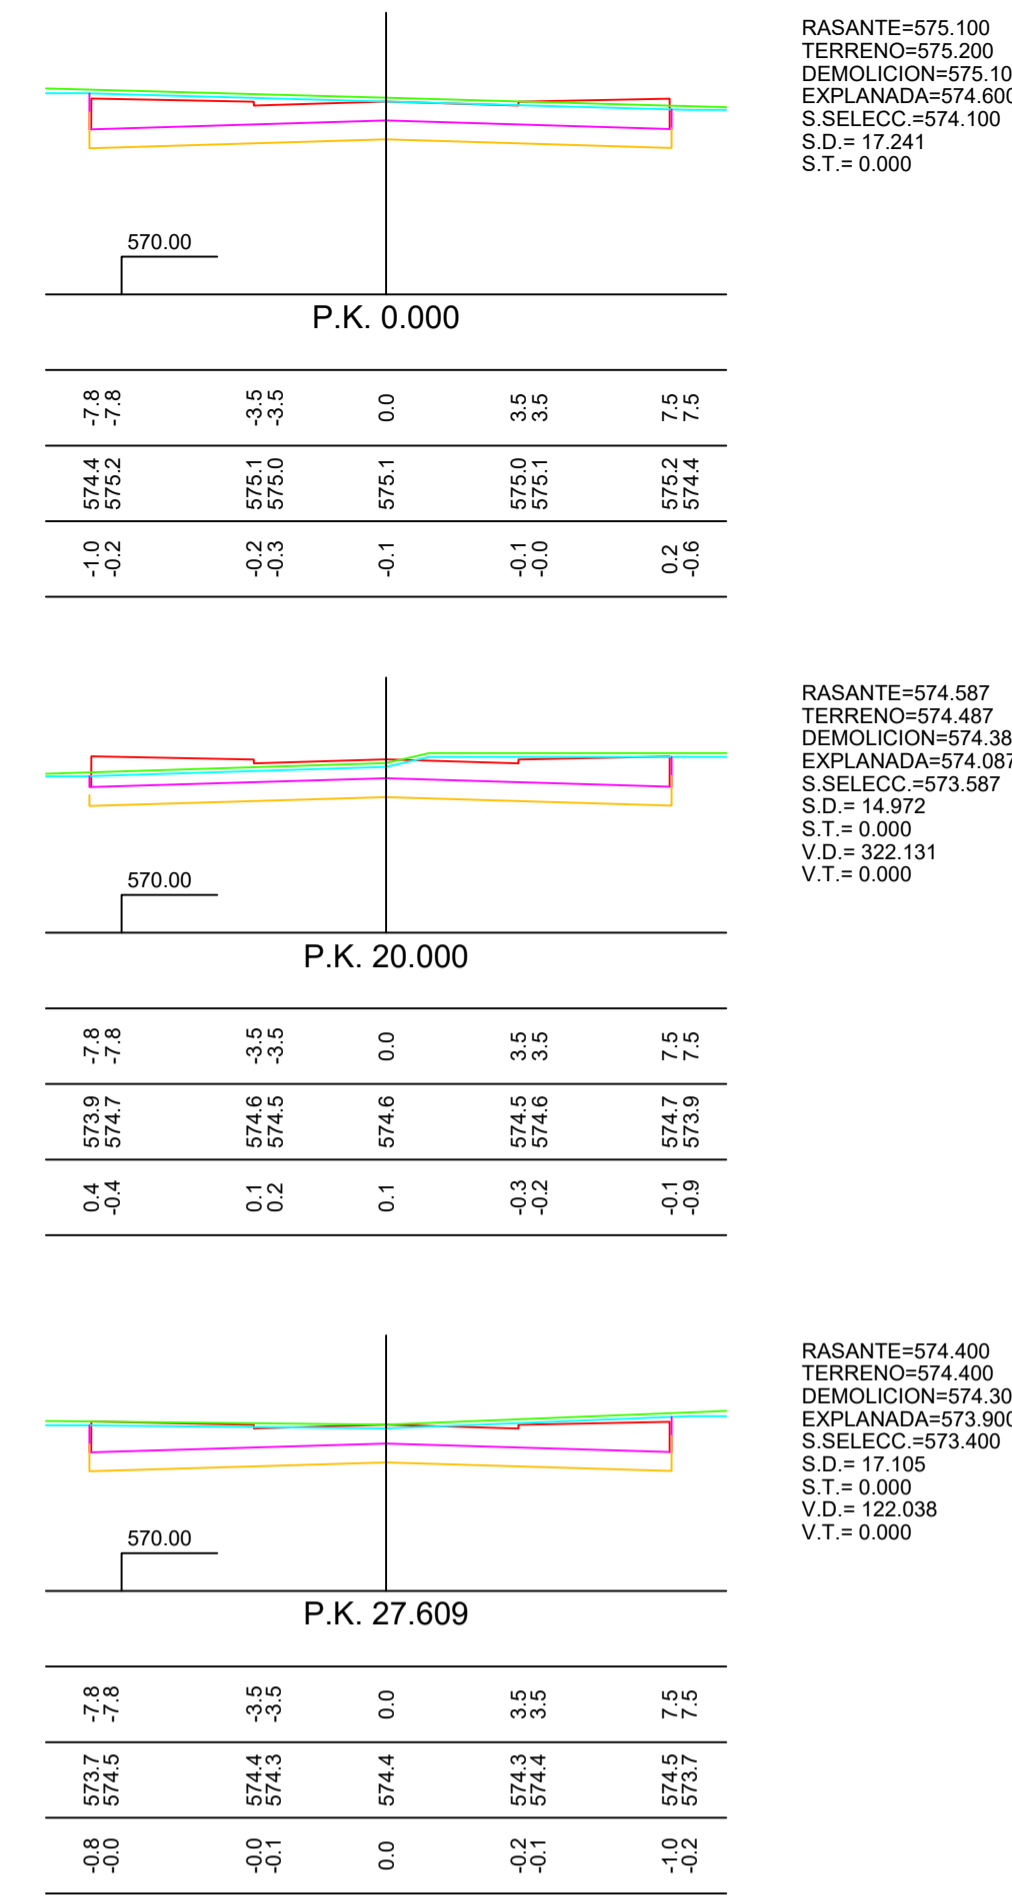 RASANTE=575.100
TERRENO=575.200
DEMOLICION=575.10
EXPLANADA=574.600
S.SELECC.=574.100
S.D.= 17.241
S.T.= 0.000
570.00
P.K. 0.000
-7.8 -7.8 -3.5 -3.5 0.0 3.5 3.5 7.5 7.5
574.4 575.2 575.1 575.0 575.1 575.0 575.1 575.2 574.4
-1.0 -0.2 -0.2 -0.3 -0.1 -0.1 -0.0 0.2 -0.6
RASANTE=574.587
TERRENO=574.487
DEMOLICION=574.38
EXPLANADA=574.087
S.SELECC.=573.587
S.D.= 14.972
S.T.= 0.000
V.D.= 322.131
V.T.= 0.000
570.00
P.K. 20.000
-7.8 -7.8 -3.5 -3.5 0.0 3.5 3.5 7.5 7.5
573.9 574.7 574.6 574.5 574.6 574.5 574.6 574.7 573.9
0.4 -0.4 0.1 0.2 0.1 -0.3 -0.2 -0.1 -0.9
RASANTE=574.400
TERRENO=574.400
DEMOLICION=574.30
EXPLANADA=573.900
S.SELECC.=573.400
S.D.= 17.105
S.T.= 0.000
V.D.= 122.038
V.T.= 0.000
570.00
P.K. 27.609
-7.8 -7.8 -3.5 -3.5 0.0 3.5 3.5 7.5 7.5
573.7 574.5 574.4 574.3 574.4 574.3 574.4 574.5 573.7
-0.8 -0.0 -0.0 -0.1 0.0 -0.2 -0.1 -1.0 -0.2